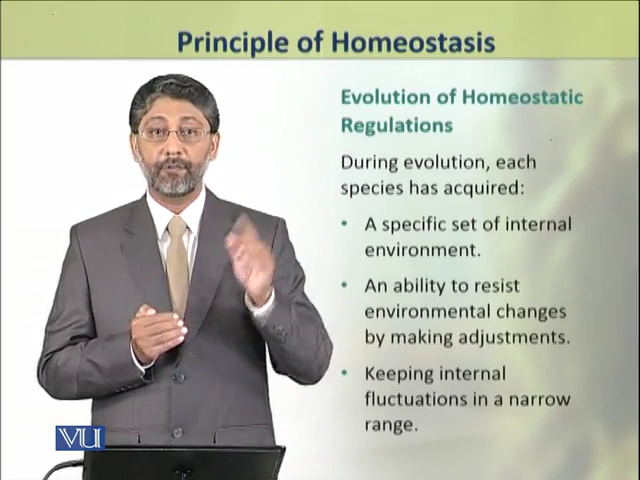 Principle of Homeostasis
Evolution of Homeostatic
Regulations
During evolution, each
species has acquired:
• A specific set of internal
environment.
• An ability to resist
environmental changes
by making adjustments.
• Keeping internal
fluctuations in a narrow
range.
VU